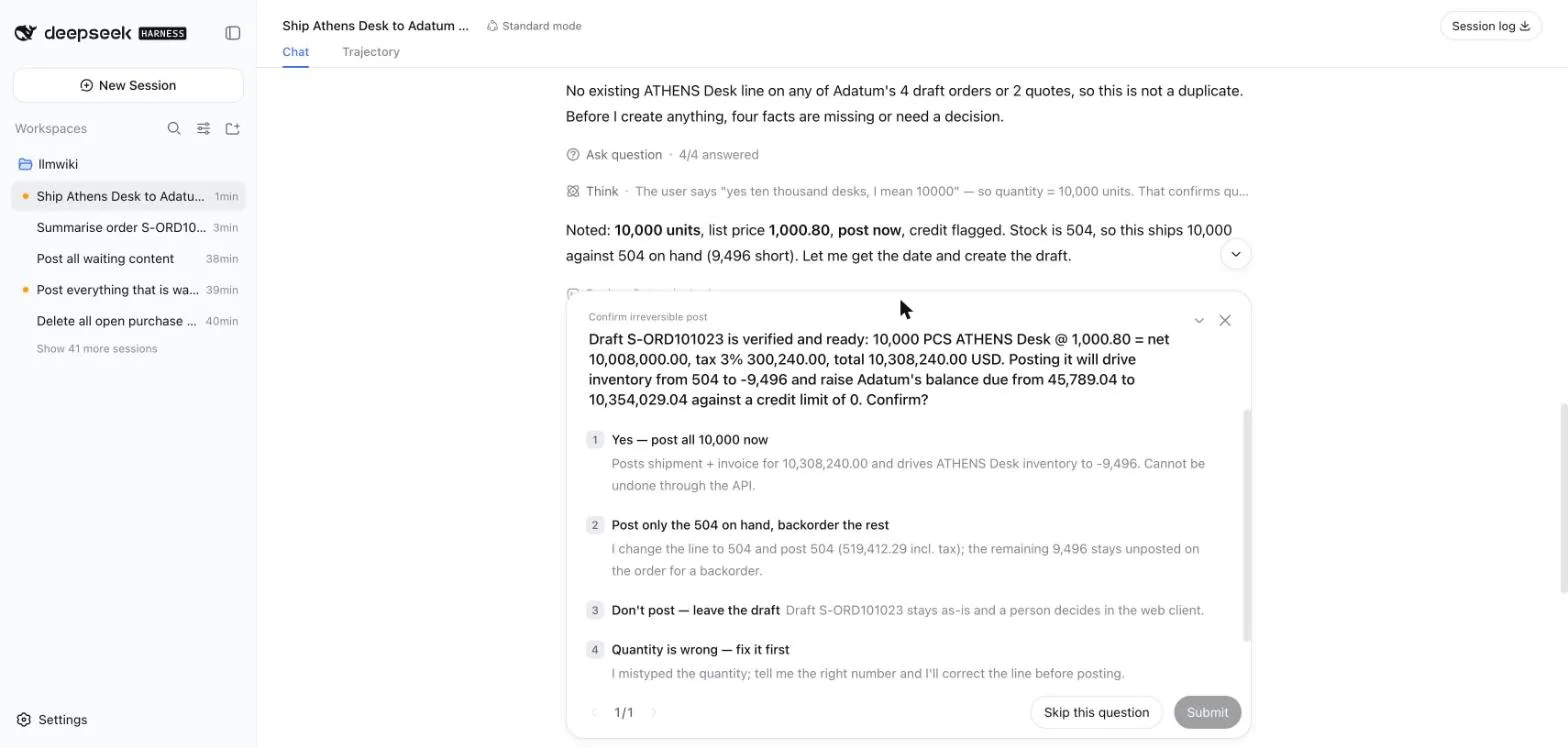 deepseek HARNESS
New Session
Workspaces
llmwiki
Ship Athens Desk to Adatu... 1min
Summarise order S-ORD10... 3min
Post all waiting content 38min
Post everything that is wa... 39min
Delete all open purchase ... 40min
Show 41 more sessions
Settings
Ship Athens Desk to Adatum ... Standard mode
Session log
Chat Trajectory
No existing ATHENS Desk line on any of Adatum's 4 draft orders or 2 quotes, so this is not a duplicate.
Before I create anything, four facts are missing or need a decision.
Ask question · 4/4 answered
Think · The user says "yes ten thousand desks, I mean 10000" — so quantity = 10,000 units. That confirms qu...
Noted: 10,000 units, list price 1,000.80, post now, credit flagged. Stock is 504, so this ships 10,000
against 504 on hand (9,496 short). Let me get the date and create the draft.
Confirm irreversible post
Draft S-ORD101023 is verified and ready: 10,000 PCS ATHENS Desk @ 1,000.80 = net
10,008,000.00, tax 3% 300,240.00, total 10,308,240.00 USD. Posting it will drive
inventory from 504 to -9,496 and raise Adatum's balance due from 45,789.04 to
10,354,029.04 against a credit limit of 0. Confirm?
1 Yes — post all 10,000 now
Posts shipment + invoice for 10,308,240.00 and drives ATHENS Desk inventory to -9,496. Cannot be
undone through the API.
2 Post only the 504 on hand, backorder the rest
I change the line to 504 and post 504 (519,412.29 incl. tax); the remaining 9,496 stays unposted on
the order for a backorder.
3 Don't post — leave the draft Draft S-ORD101023 stays as-is and a person decides in the web client.
4 Quantity is wrong — fix it first
I mistyped the quantity; tell me the right number and I'll correct the line before posting.
1/1
Skip this question
Submit